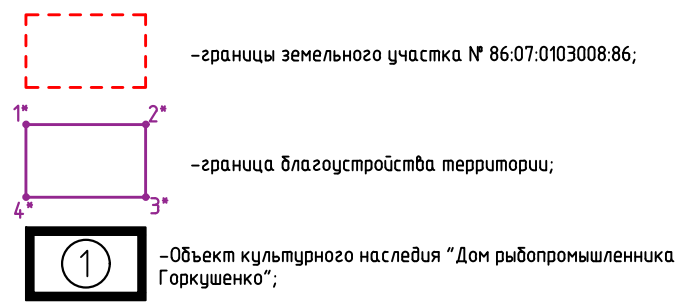 –границы земельного участка № 86:07:0103008:86;
1* 2*
–граница благоустройства территории;
4* 3*
1
–Объект культурного наследия "Дом рыбопромышленника
Горкушенко";